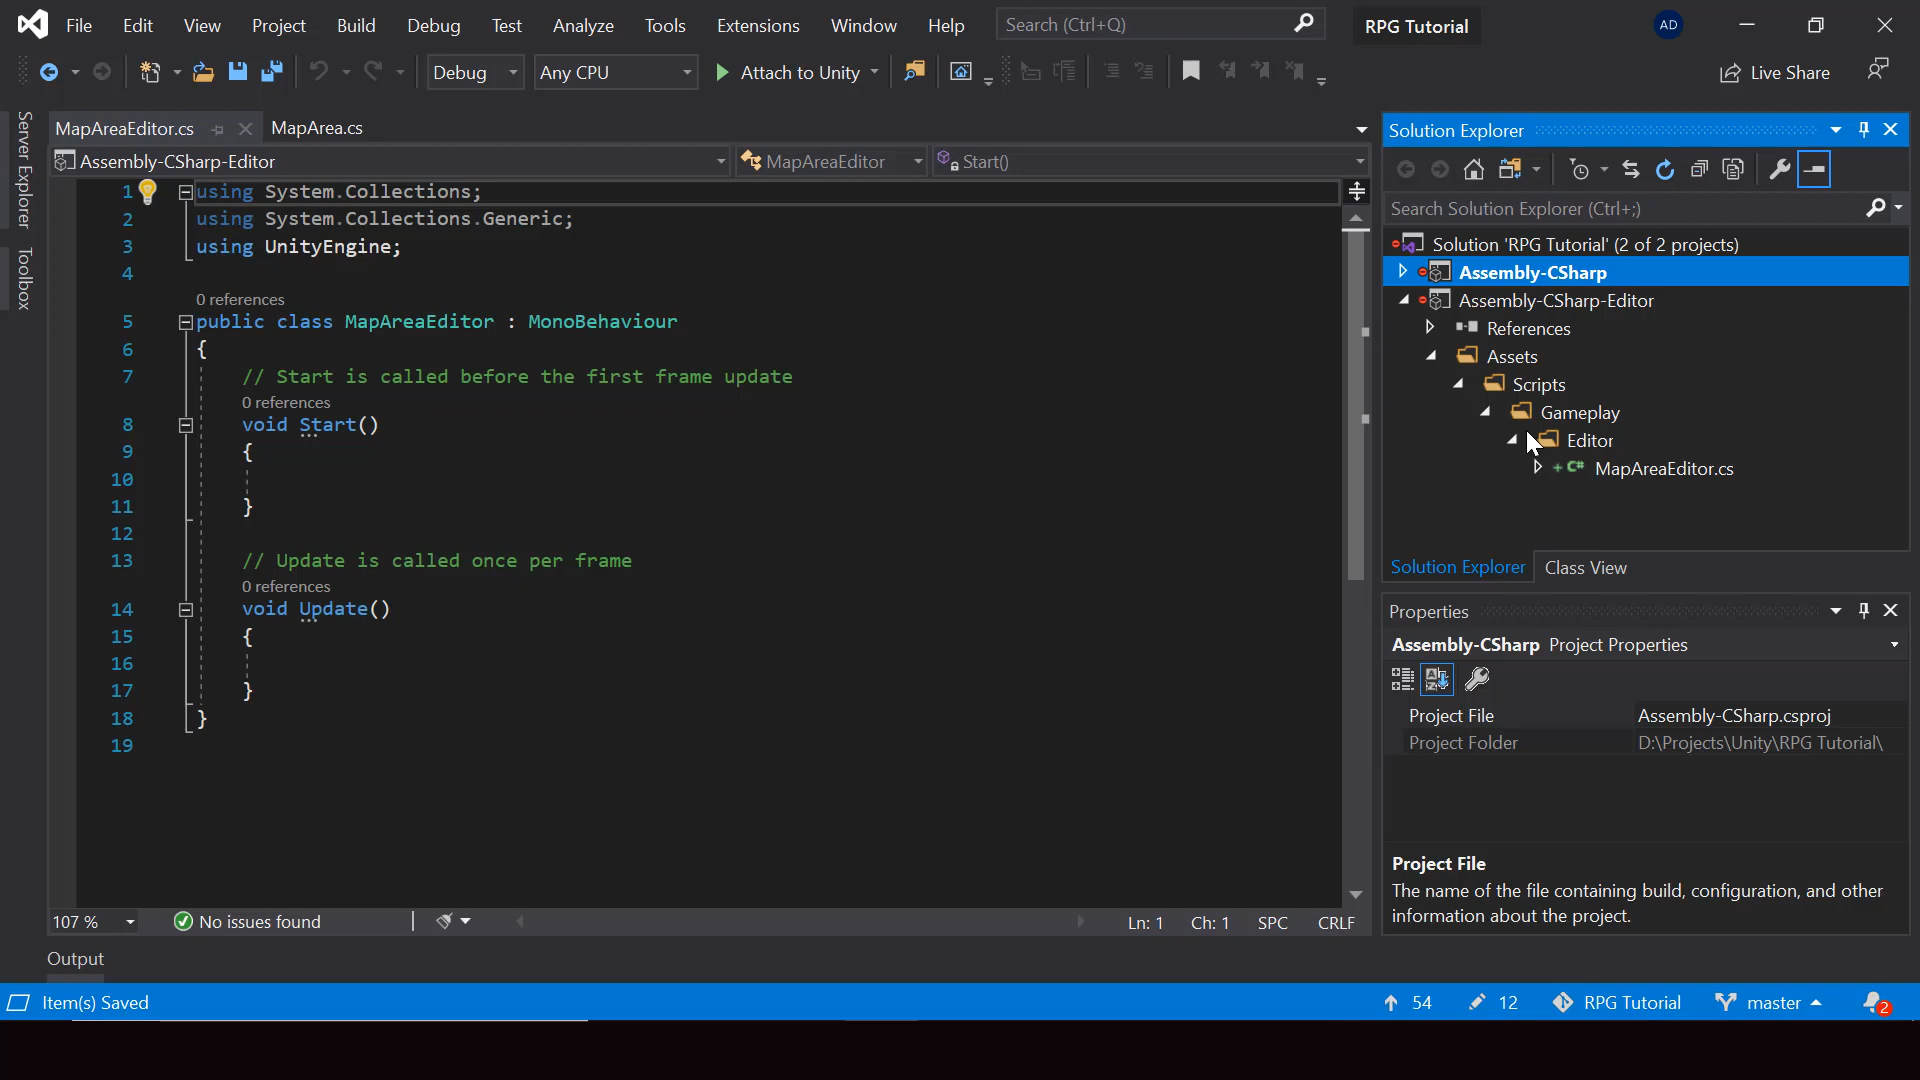 File Edit View Project Build Debug Test Analyze Tools Extensions Window Help Search (Ctrl+Q) RPG Tutorial AD
Debug Any CPU Attach to Unity Live Share
Server Explorer
Toolbox
MapAreaEditor.cs MapArea.cs
Assembly-CSharp-Editor MapAreaEditor Start()
1 using System.Collections;
2 using System.Collections.Generic;
3 using UnityEngine;
4
0 references
5 public class MapAreaEditor : MonoBehaviour
6 {
7 // Start is called before the first frame update
0 references
8 void Start()
9 {
10
11 }
12
13 // Update is called once per frame
0 references
14 void Update()
15 {
16
17 }
18 }
19
107 % No issues found Ln: 1 Ch: 1 SPC CRLF
Output
Solution Explorer
Search Solution Explorer (Ctrl+;)
Solution 'RPG Tutorial' (2 of 2 projects)
Assembly-CSharp
Assembly-CSharp-Editor
References
Assets
Scripts
Gameplay
Editor
C# MapAreaEditor.cs
Solution Explorer Class View
Properties
Assembly-CSharp Project Properties
Project File Assembly-CSharp.csproj
Project Folder D:\Projects\Unity\RPG Tutorial\
Project File
The name of the file containing build, configuration, and other
information about the project.
Item(s) Saved 54 12 RPG Tutorial master 2